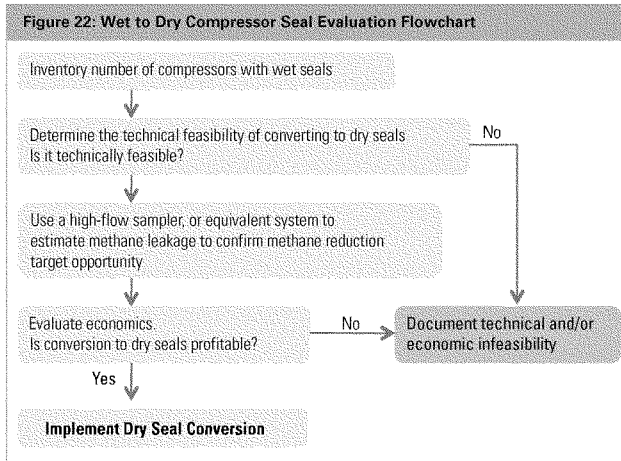 Figure 22: Wet to Dry Compressor Seal Evaluation Flowchart
Inventory number of compressors with wet seals
Determine the technical feasibility of converting to dry seals
Is it technically feasible?
No
Use a high-flow sampler, or equivalent system to
estimate methane leakage to confirm methane reduction
target opportunity
Evaluate economics.
Is conversion to dry seals profitable?
No
Document technical and/or
economic infeasibility
Yes
Implement Dry Seal Conversion